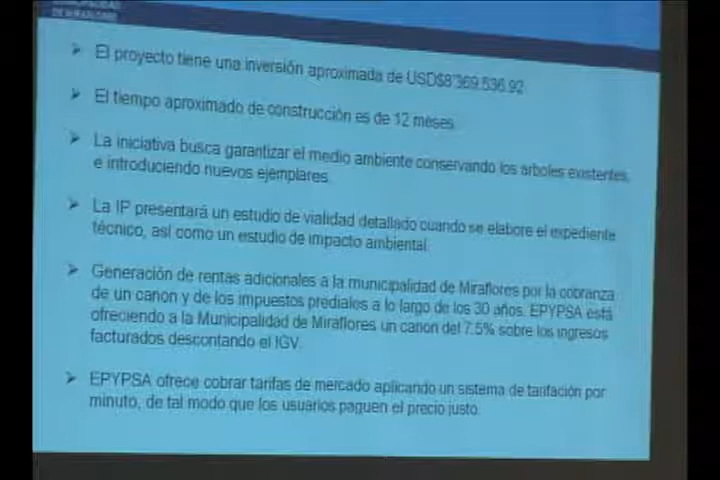 MUNICIPALIDAD
DE MIRAFLORES
El proyecto tiene una inversión aproximada de USD$8'369.536.92
El tiempo aproximado de construcción es de 12 meses.
La iniciativa busca garantizar el medio ambiente conservando los arboles existentes
e introduciendo nuevos ejemplares.
La IP presentará un estudio de vialidad detallado cuando se elabore el expediente
técnico, así como un estudio de impacto ambiental.
Generación de rentas adicionales a la municipalidad de Miraflores por la cobranza
de un canon y de los impuestos prediales a lo largo de los 30 años. EPYPSA está
ofreciendo a la Municipalidad de Miraflores un canon del 7.5% sobre los ingresos
facturados descontando el IGV.
EPYPSA ofrece cobrar tarifas de mercado aplicando un sistema de tarifación por
minuto, de tal modo que los usuarios paguen el precio justo.